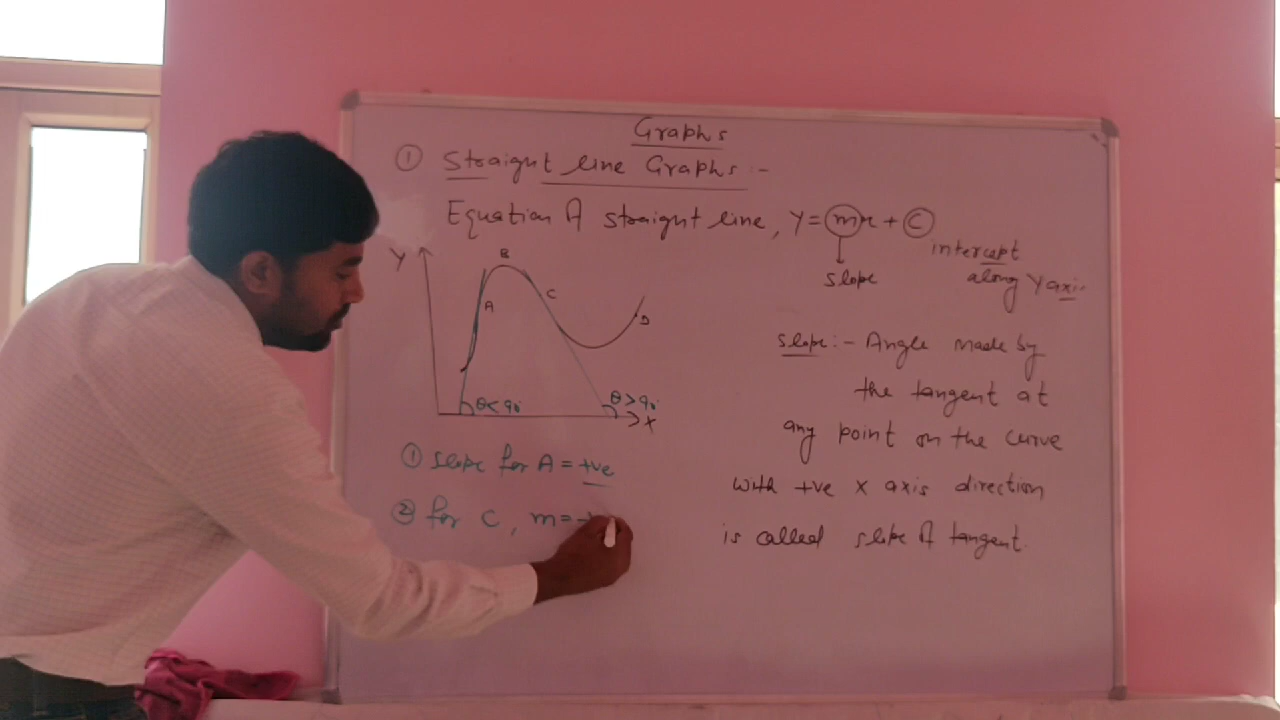 Graphs
① Straight line Graphs :-
Equation of straight line, y = mx + c
slope
intercept
along Y axis
Y
B
A
C
D
θ<90°
θ>90°
X
① slope for A = +ve
② for C, m =
slope :- Angle made by
the tangent at
any point on the curve
with +ve x axis direction
is called slope of tangent.